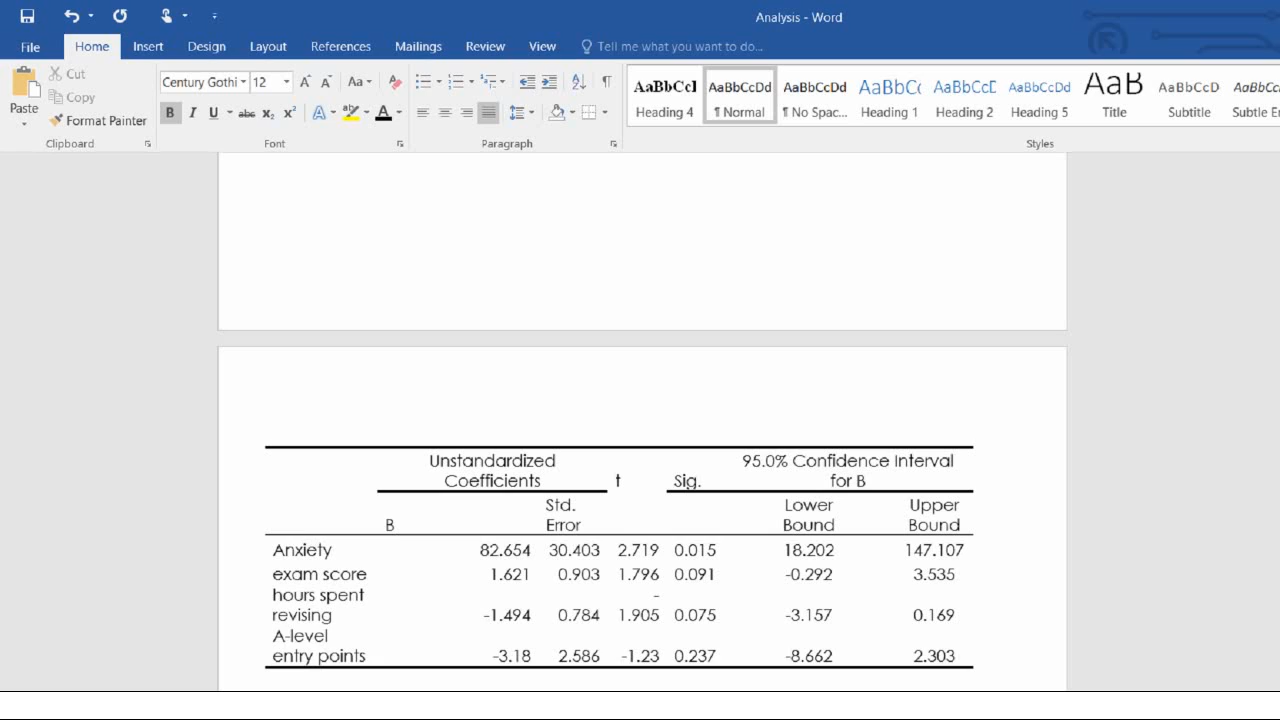 Analysis - Word
File Home Insert Design Layout References Mailings Review View Tell me what you want to do...
Paste
Cut
Copy
Format Painter
Century Gothi 12 Aa
B I U abc x₂ x² A A
AaBbCcI AaBbCcDd AaBbCcDd AaBbC AaBbCcD AaBbCcDd AaB AaBbCcD
Heading 4 ¶ Normal ¶ No Spac... Heading 1 Heading 2 Heading 5 Title Subtitle Subtle
Clipboard Font Paragraph Styles
Unstandardized 95.0% Confidence Interval
Coefficients t Sig. for B
Std. Lower Upper
B Error Bound Bound
Anxiety 82.654 30.403 2.719 0.015 18.202 147.107
exam score 1.621 0.903 1.796 0.091 -0.292 3.535
hours spent -
revising -1.494 0.784 1.905 0.075 -3.157 0.169
A-level
entry points -3.18 2.586 -1.23 0.237 -8.662 2.303